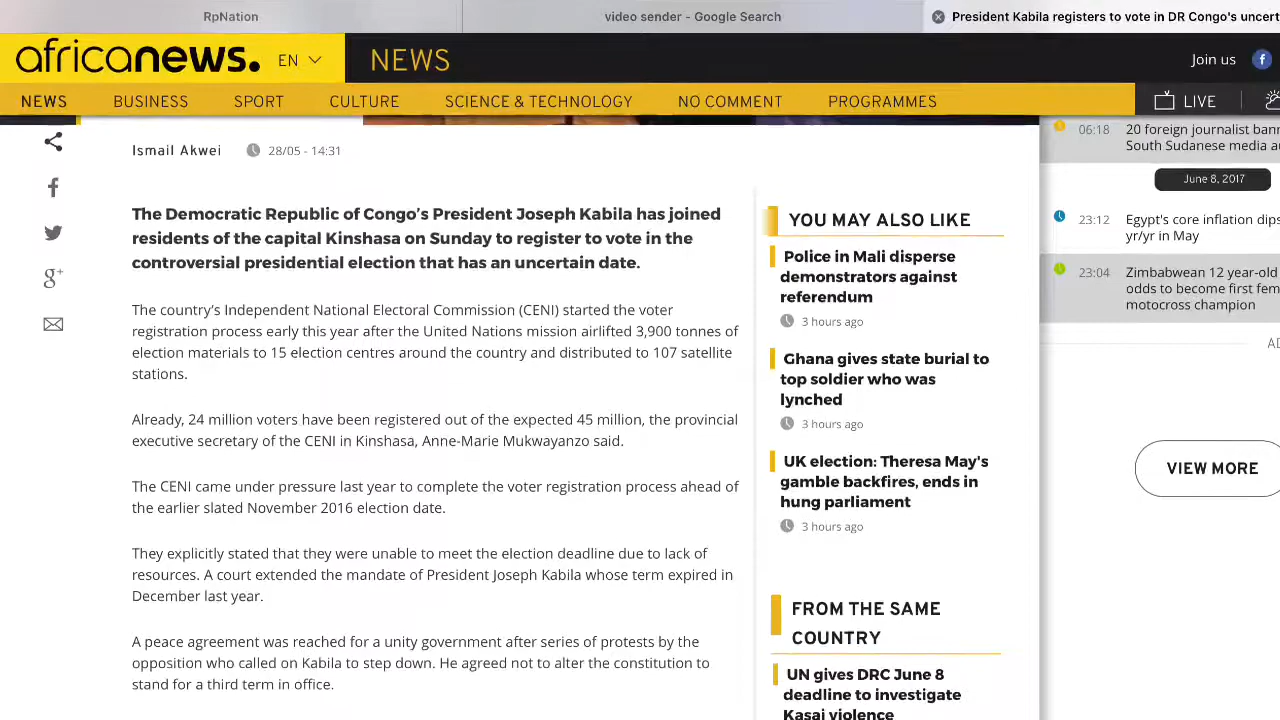 RpNation
video sender - Google Search
President Kabila registers to vote in DR Congo's uncert
africanews.
EN
NEWS
Join us
NEWS
BUSINESS
SPORT
CULTURE
SCIENCE & TECHNOLOGY
NO COMMENT
PROGRAMMES
LIVE
Ismail Akwei
28/05 - 14:31
The Democratic Republic of Congo's President Joseph Kabila has joined
residents of the capital Kinshasa on Sunday to register to vote in the
controversial presidential election that has an uncertain date.
The country's Independent National Electoral Commission (CENI) started the voter
registration process early this year after the United Nations mission airlifted 3,900 tonnes of
election materials to 15 election centres around the country and distributed to 107 satellite
stations.
Already, 24 million voters have been registered out of the expected 45 million, the provincial
executive secretary of the CENI in Kinshasa, Anne-Marie Mukwayanzo said.
The CENI came under pressure last year to complete the voter registration process ahead of
the earlier slated November 2016 election date.
They explicitly stated that they were unable to meet the election deadline due to lack of
resources. A court extended the mandate of President Joseph Kabila whose term expired in
December last year.
A peace agreement was reached for a unity government after series of protests by the
opposition who called on Kabila to step down. He agreed not to alter the constitution to
stand for a third term in office.
YOU MAY ALSO LIKE
Police in Mali disperse
demonstrators against
referendum
3 hours ago
Ghana gives state burial to
top soldier who was
lynched
3 hours ago
UK election: Theresa May's
gamble backfires, ends in
hung parliament
3 hours ago
FROM THE SAME
COUNTRY
UN gives DRC June 8
deadline to investigate
Kasai violence
06:18
20 foreign journalist ban
South Sudanese media a
June 8, 2017
23:12
Egypt's core inflation dips
yr/yr in May
23:04
Zimbabwean 12 year-old
odds to become first fem
motocross champion
AD
VIEW MORE